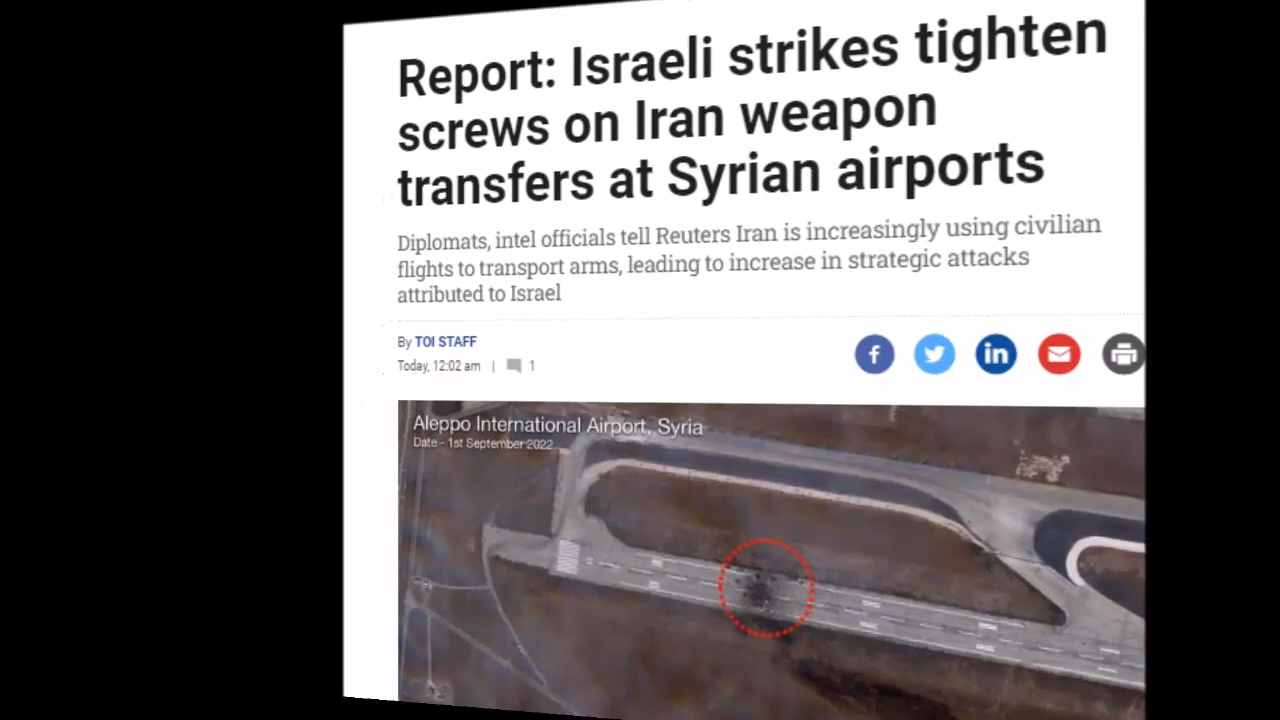 Report: Israeli strikes tighten
screws on Iran weapon
transfers at Syrian airports
Diplomats, intel officials tell Reuters Iran is increasingly using civilian
flights to transport arms, leading to increase in strategic attacks
attributed to Israel
By TOI STAFF
Today, 12:02 am | 1
f in
Aleppo International Airport, Syria
Date - 1st September 2022